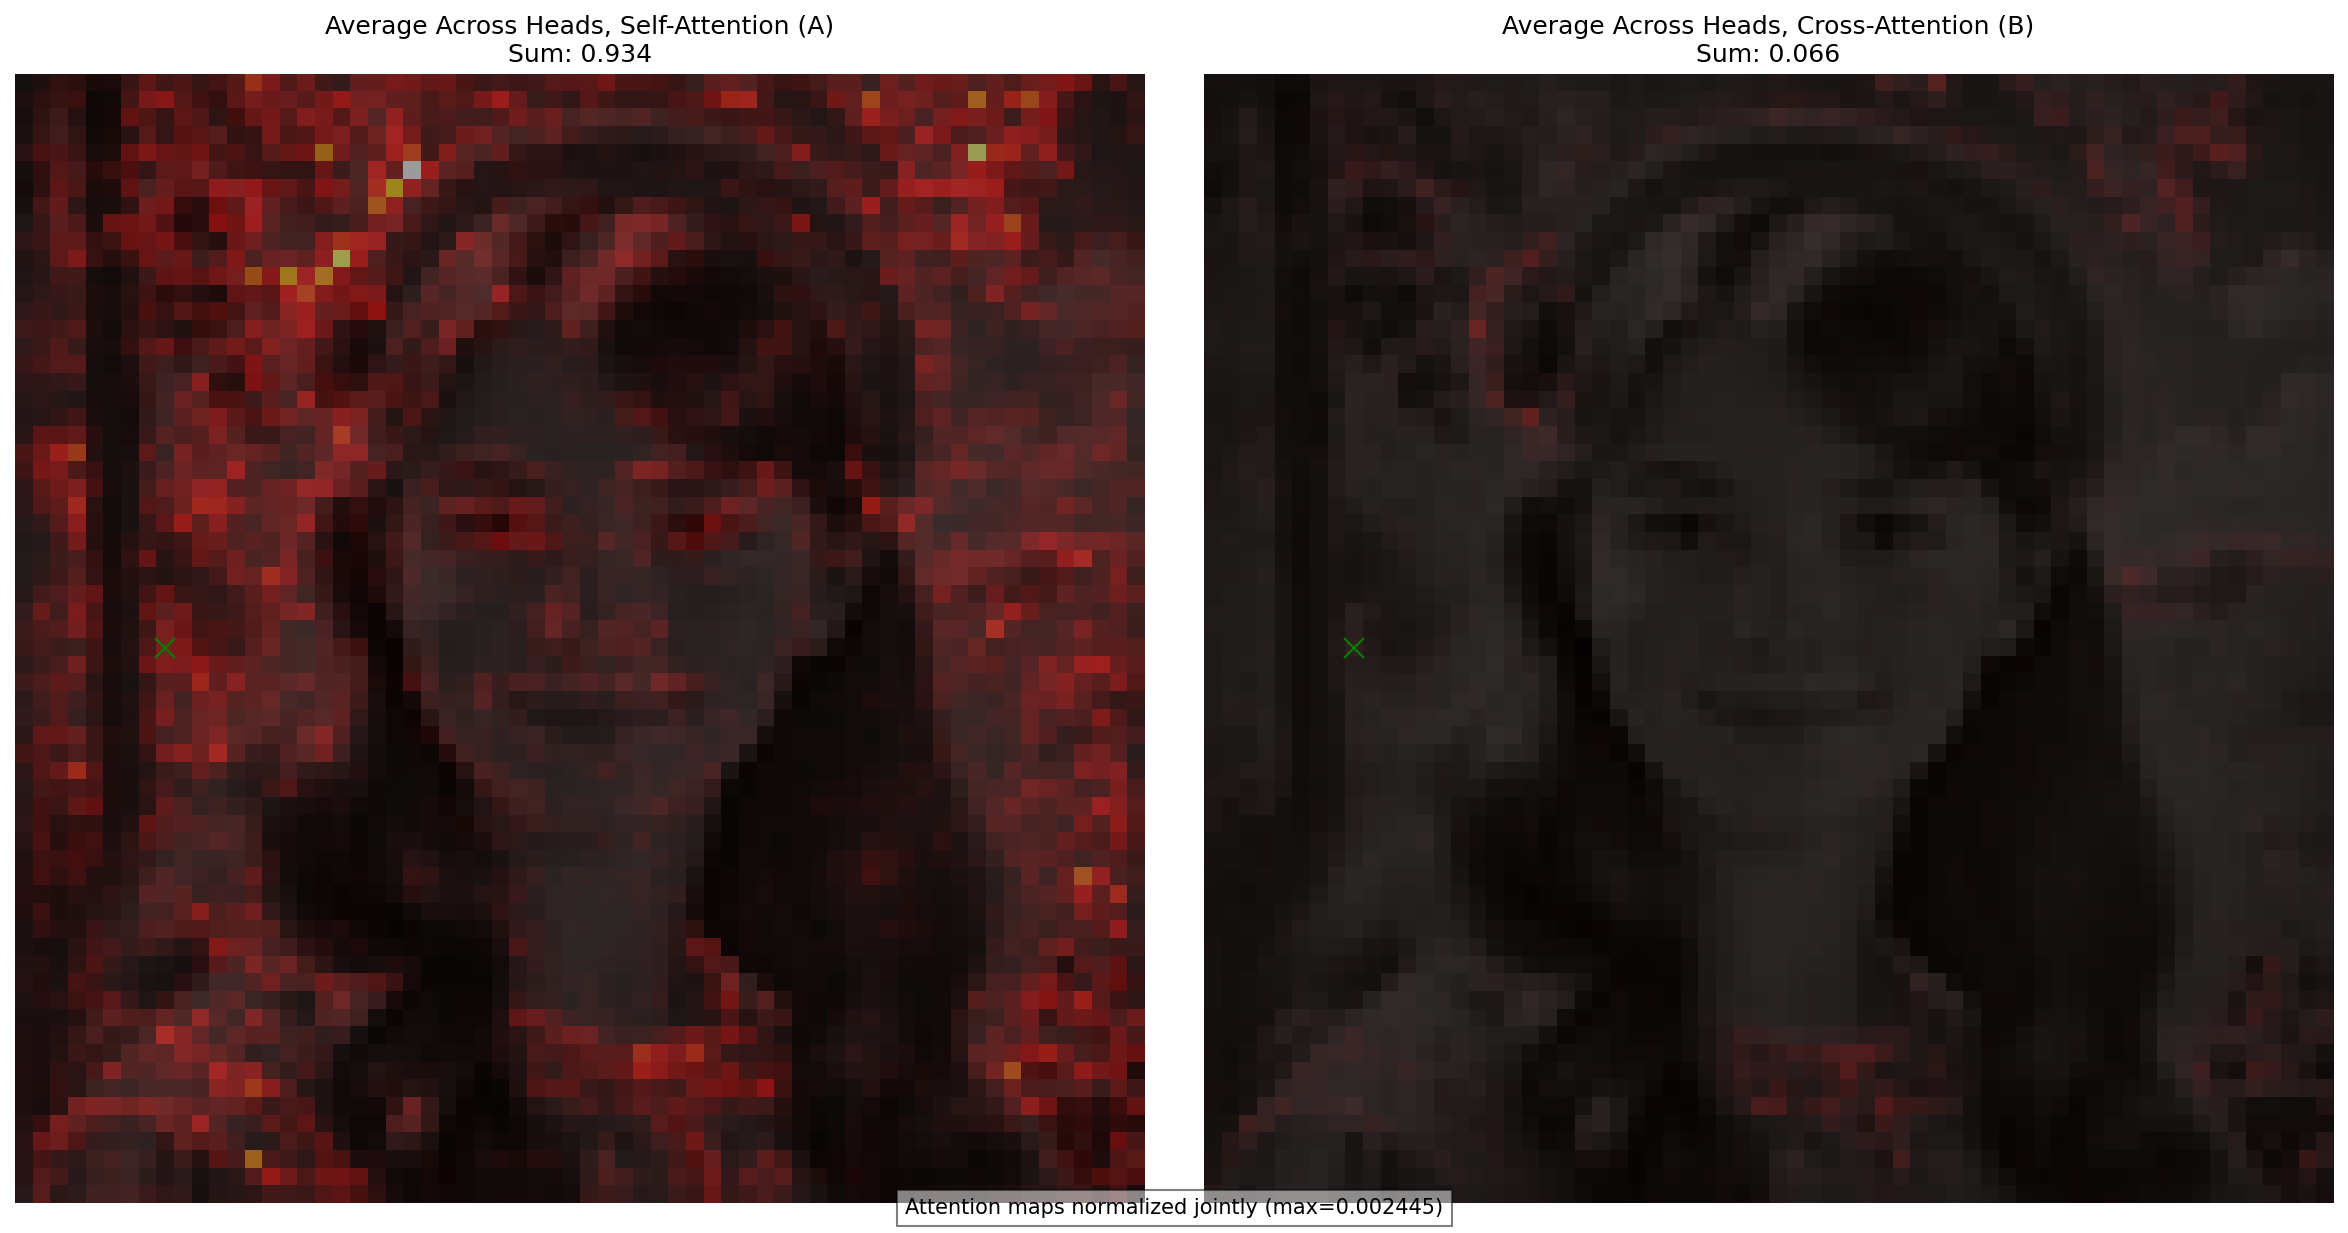 Average Across Heads, Self-Attention (A)
Sum: 0.934
Average Across Heads, Cross-Attention (B)
Sum: 0.066
Attention maps normalized jointly (max=0.002445)